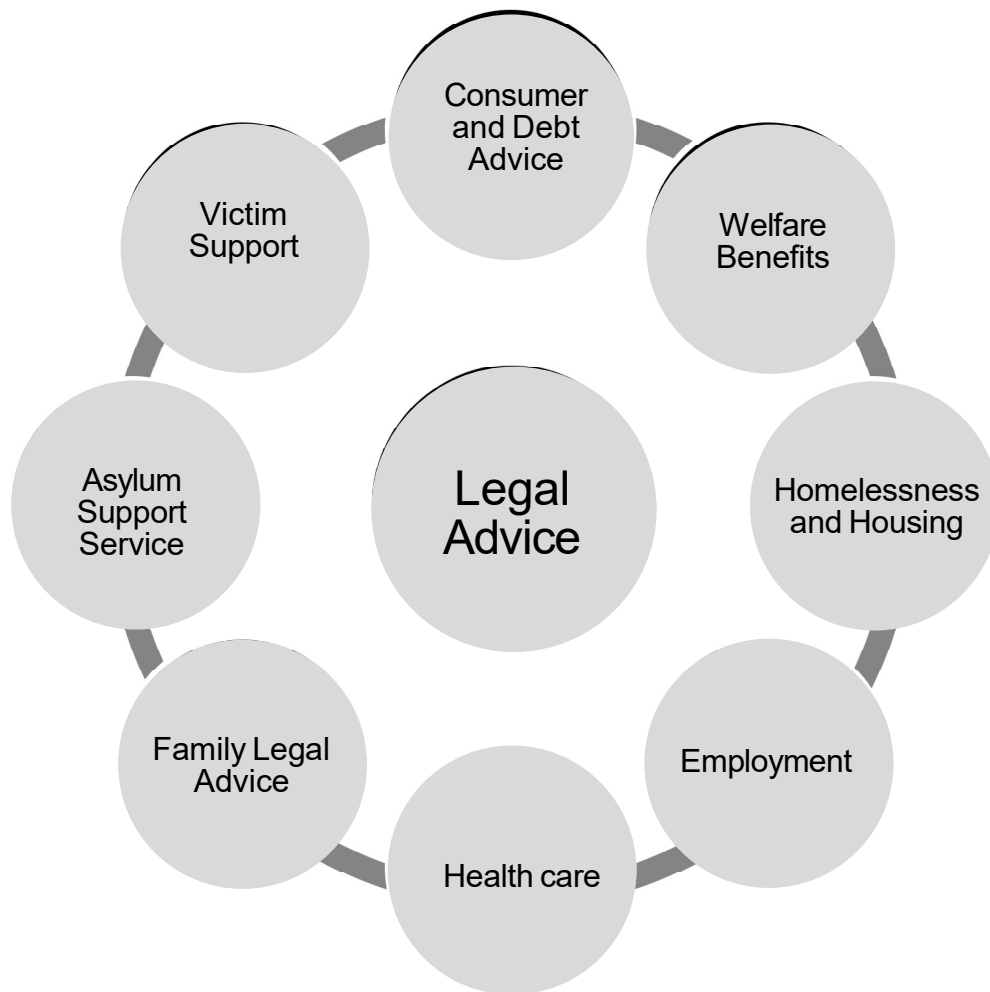 Consumer
and Debt
Advice
Welfare
Benefits
Homelessness
and Housing
Employment
Health care
Family Legal
Advice
Asylum
Support
Service
Victim
Support
Legal
Advice